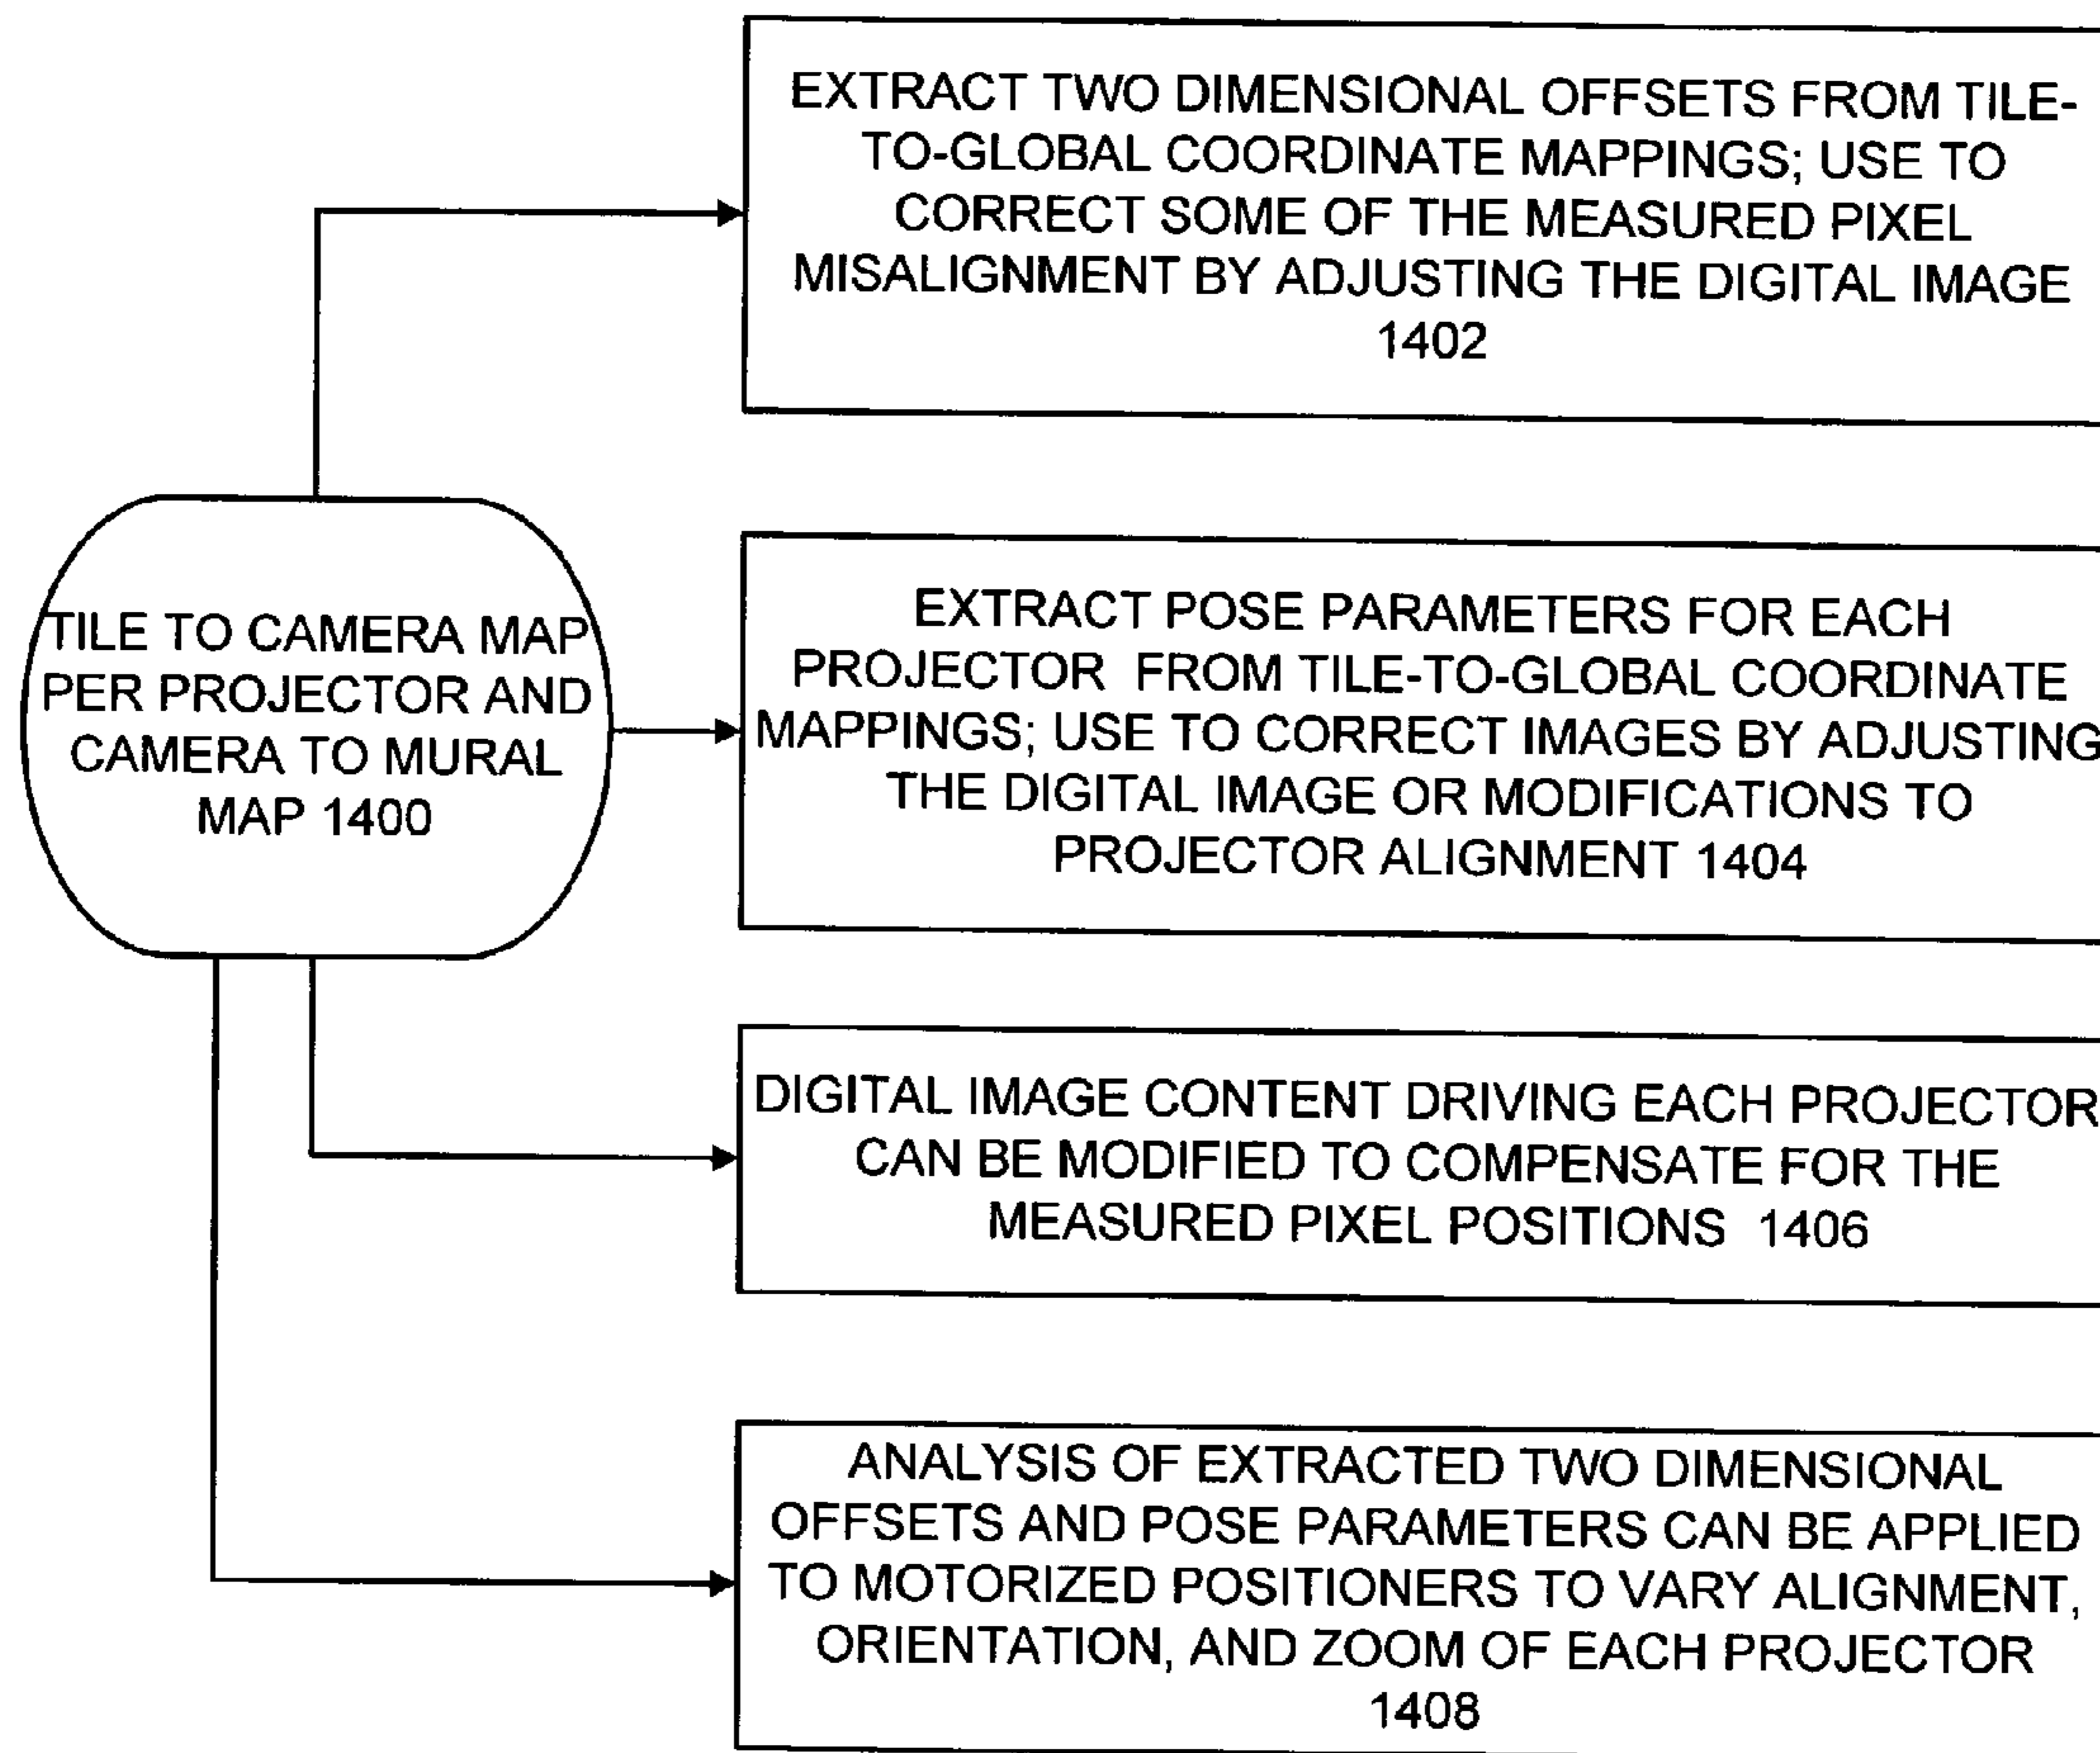 EXTRACT TWO DIMENSIONAL OFFSETS FROM TILE-
TO-GLOBAL COORDINATE MAPPINGS; USE TO
CORRECT SOME OF THE MEASURED PIXEL
MISALIGNMENT BY ADJUSTING THE DIGITAL IMAGE
1402
TILE TO CAMERA MAP
PER PROJECTOR AND
CAMERA TO MURAL
MAP 1400
EXTRACT POSE PARAMETERS FOR EACH
PROJECTOR FROM TILE-TO-GLOBAL COORDINATE
MAPPINGS; USE TO CORRECT IMAGES BY ADJUSTING
THE DIGITAL IMAGE OR MODIFICATIONS TO
PROJECTOR ALIGNMENT 1404
DIGITAL IMAGE CONTENT DRIVING EACH PROJECTOR
CAN BE MODIFIED TO COMPENSATE FOR THE
MEASURED PIXEL POSITIONS 1406
ANALYSIS OF EXTRACTED TWO DIMENSIONAL
OFFSETS AND POSE PARAMETERS CAN BE APPLIED
TO MOTORIZED POSITIONERS TO VARY ALIGNMENT,
ORIENTATION, AND ZOOM OF EACH PROJECTOR
1408